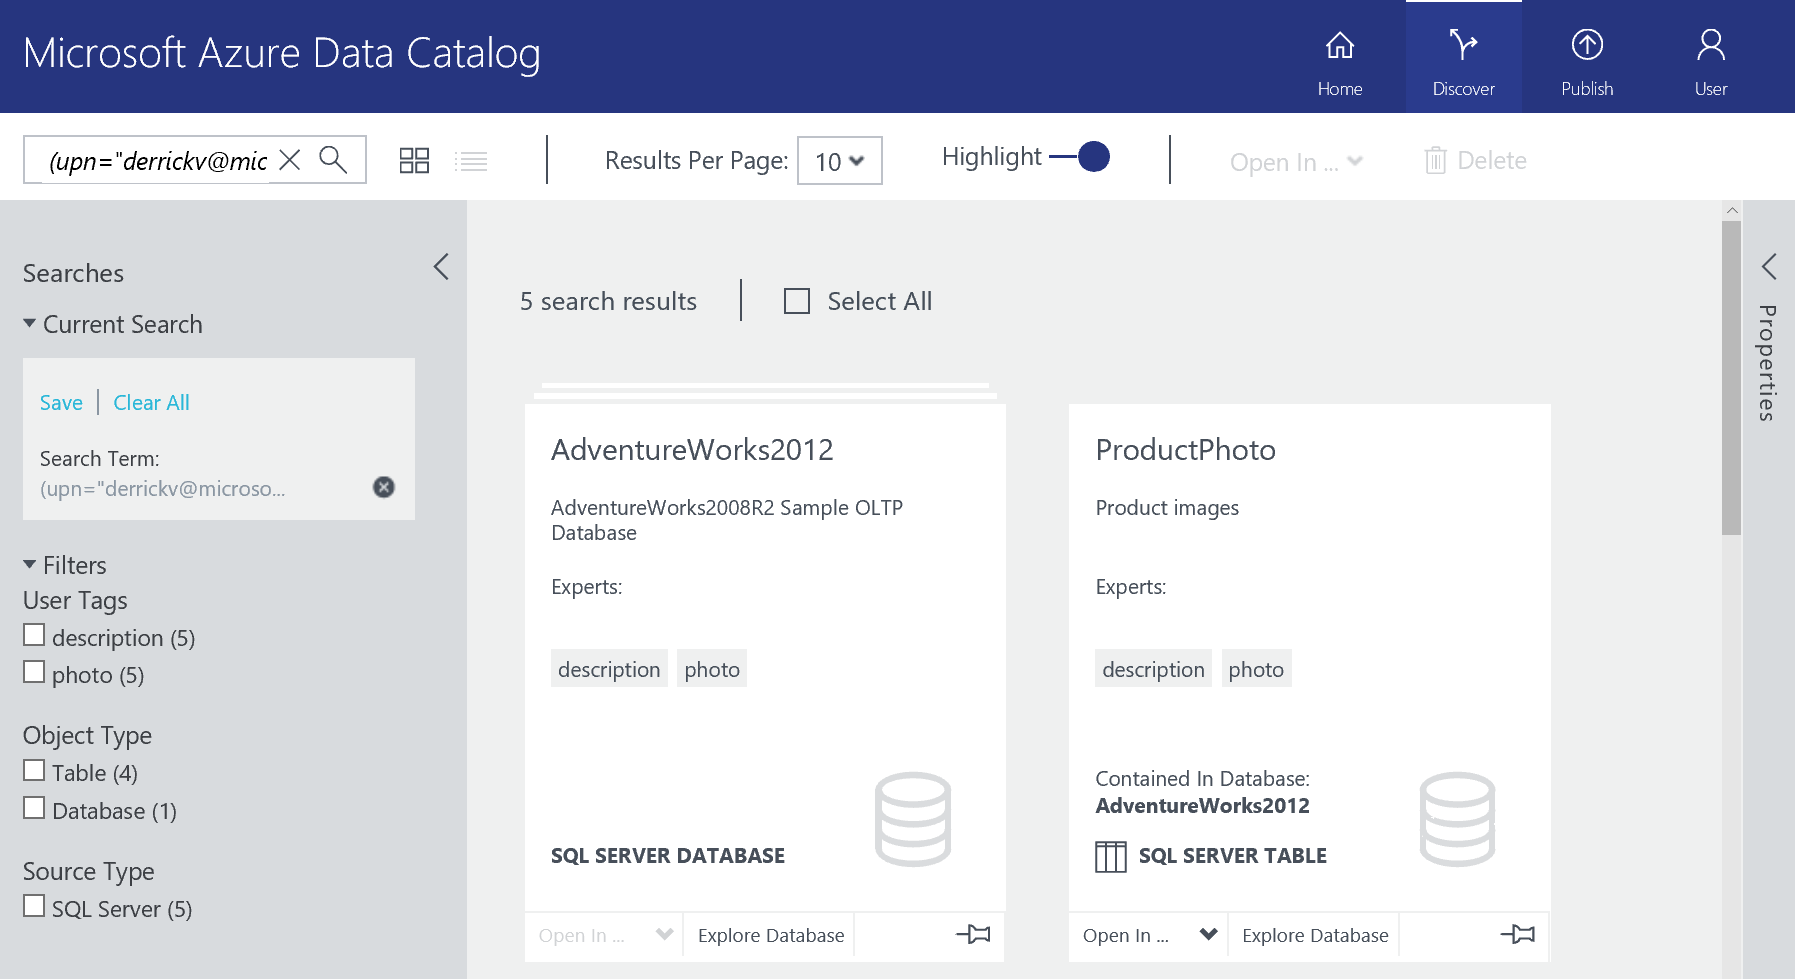 Microsoft Azure Data Catalog
Home
Discover
Publish
User
(upn="derrickv@mic
Results Per Page:
10
Highlight
Open In ...
Delete
Searches
Current Search
Save
Clear All
Search Term:
(upn="derrickv@microso...
Filters
User Tags
description (5)
photo (5)
Object Type
Table (4)
Database (1)
Source Type
SQL Server (5)
5 search results
Select All
AdventureWorks2012
AdventureWorks2008R2 Sample OLTP
Database
Experts:
description photo
SQL SERVER DATABASE
Open In ...
Explore Database
ProductPhoto
Product images
Experts:
description photo
Contained In Database:
AdventureWorks2012
SQL SERVER TABLE
Open In ...
Explore Database
Properties